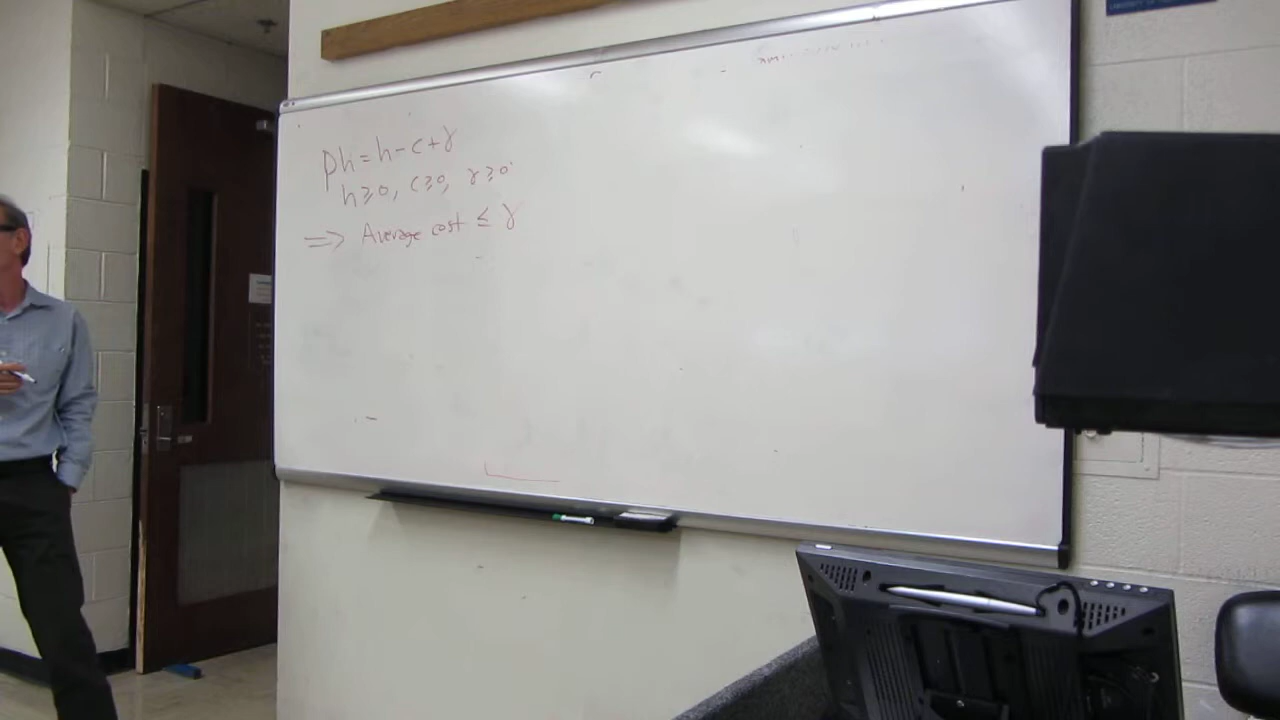 Ph = h - c + γ
h ≥ 0, c ≥ 0, γ ≥ 0
⇒ Average cost ≤ γ